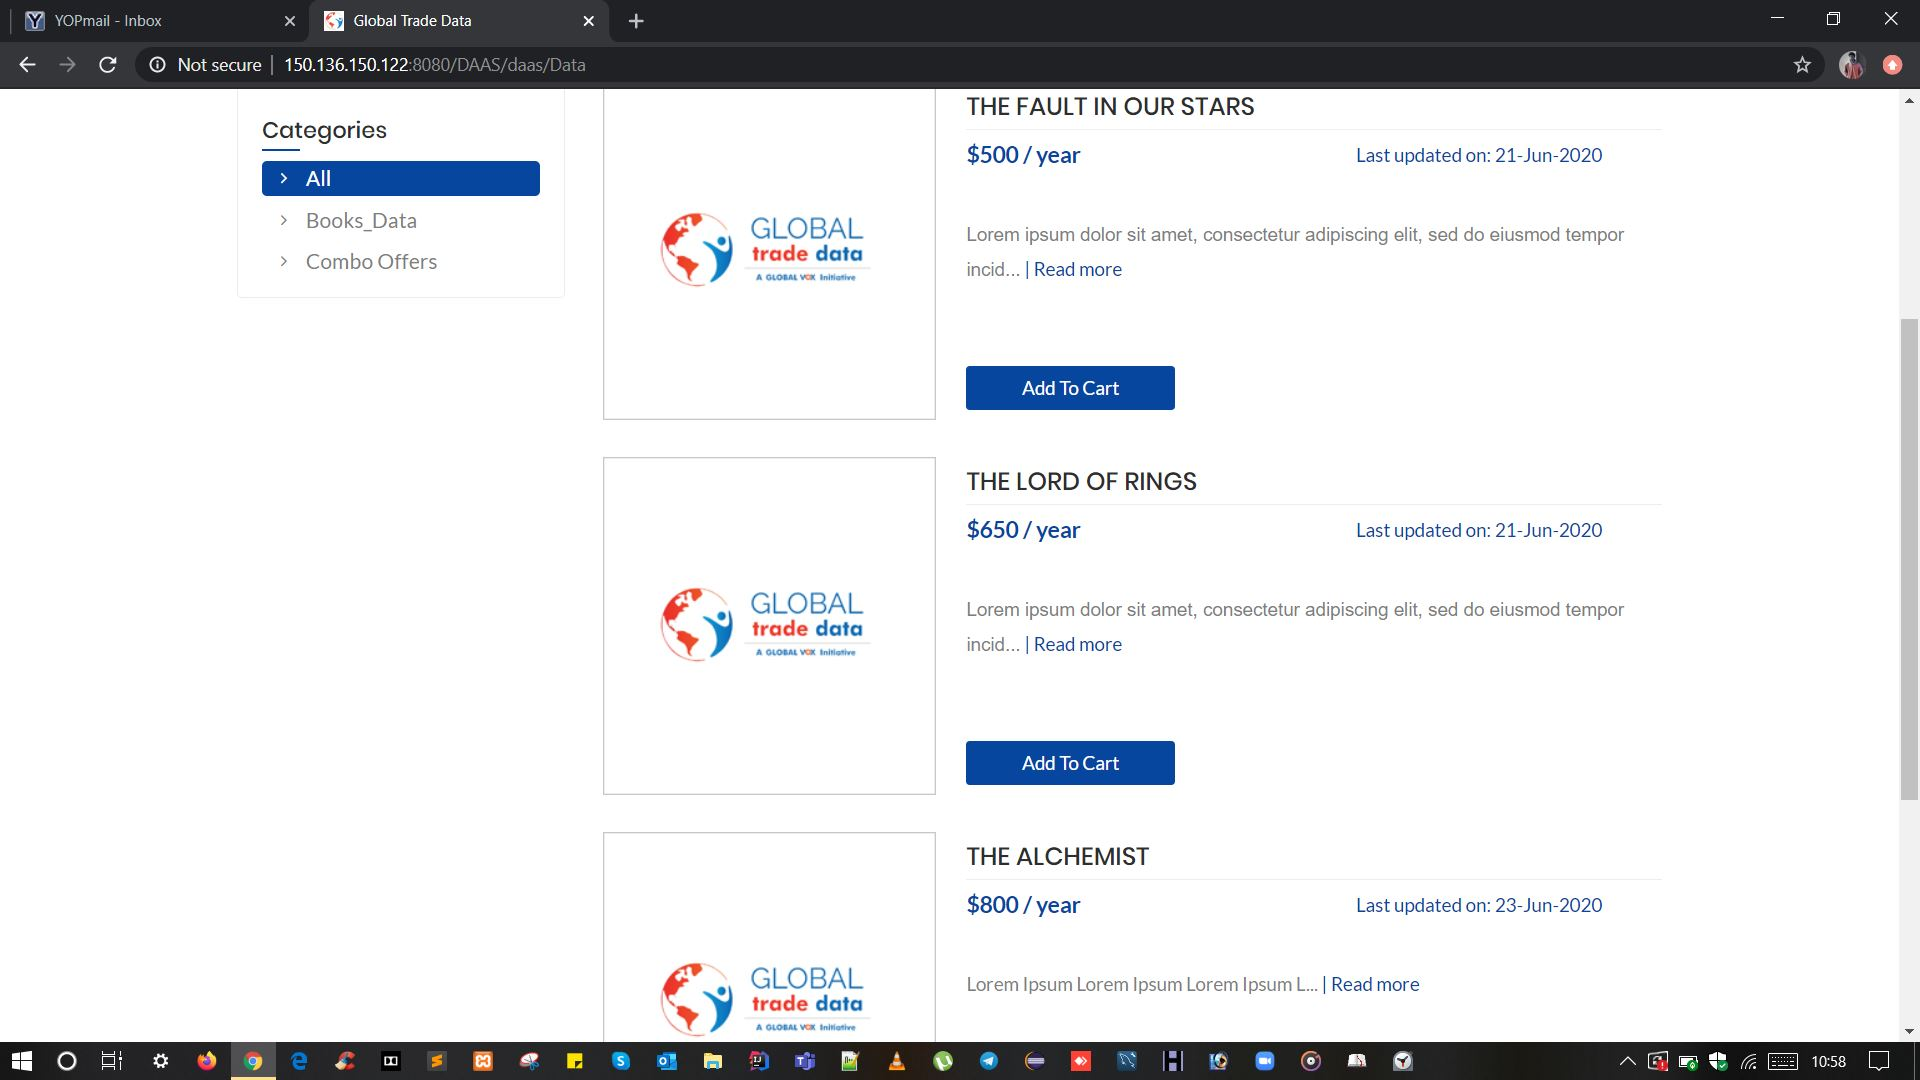 YOPmail - Inbox
Global Trade Data
Not secure | 150.136.150.122:8080/DAAS/daas/Data
Categories
All
Books_Data
Combo Offers
GLOBAL
trade data
A GLOBAL VOX Initiative
THE FAULT IN OUR STARS
$500 / year
Last updated on: 21-Jun-2020
Lorem ipsum dolor sit amet, consectetur adipiscing elit, sed do eiusmod tempor
incid... | Read more
Add To Cart
GLOBAL
trade data
A GLOBAL VOX Initiative
THE LORD OF RINGS
$650 / year
Last updated on: 21-Jun-2020
Lorem ipsum dolor sit amet, consectetur adipiscing elit, sed do eiusmod tempor
incid... | Read more
Add To Cart
GLOBAL
trade data
A GLOBAL VOX Initiative
THE ALCHEMIST
$800 / year
Last updated on: 23-Jun-2020
Lorem Ipsum Lorem Ipsum Lorem Ipsum L... | Read more
10:58